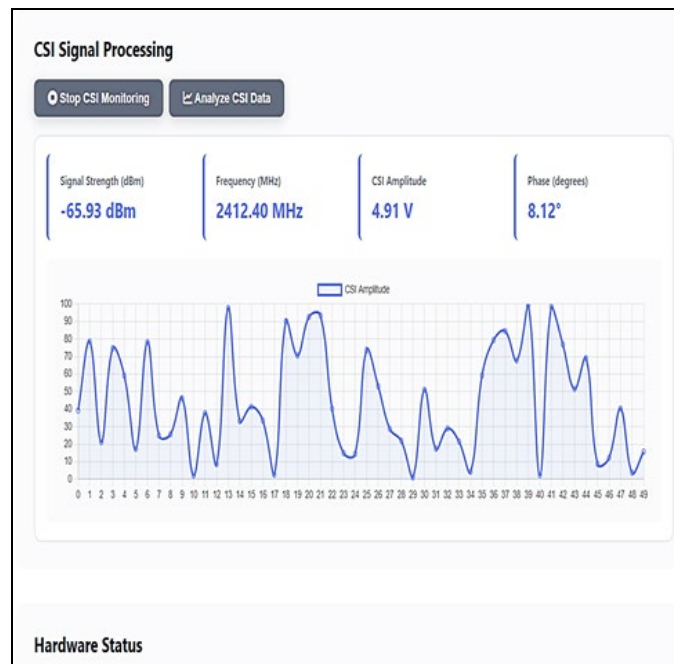 CSI Signal Processing
Stop CSI Monitoring Analyze CSI Data
Signal Strength (dBm) Frequency (MHz) CSI Amplitude Phase (degrees)
-65.93 dBm 2412.40 MHz 4.91 V 8.12°
CSI Amplitude
100
90
80
70
60
50
40
30
20
10
0
0 1 2 3 4 5 6 7 8 9 10 11 12 13 14 15 16 17 18 19 20 21 22 23 24 25 26 27 28 29 30 31 32 33 34 35 36 37 38 39 40 41 42 43 44 45 46 47 48 49
Hardware Status